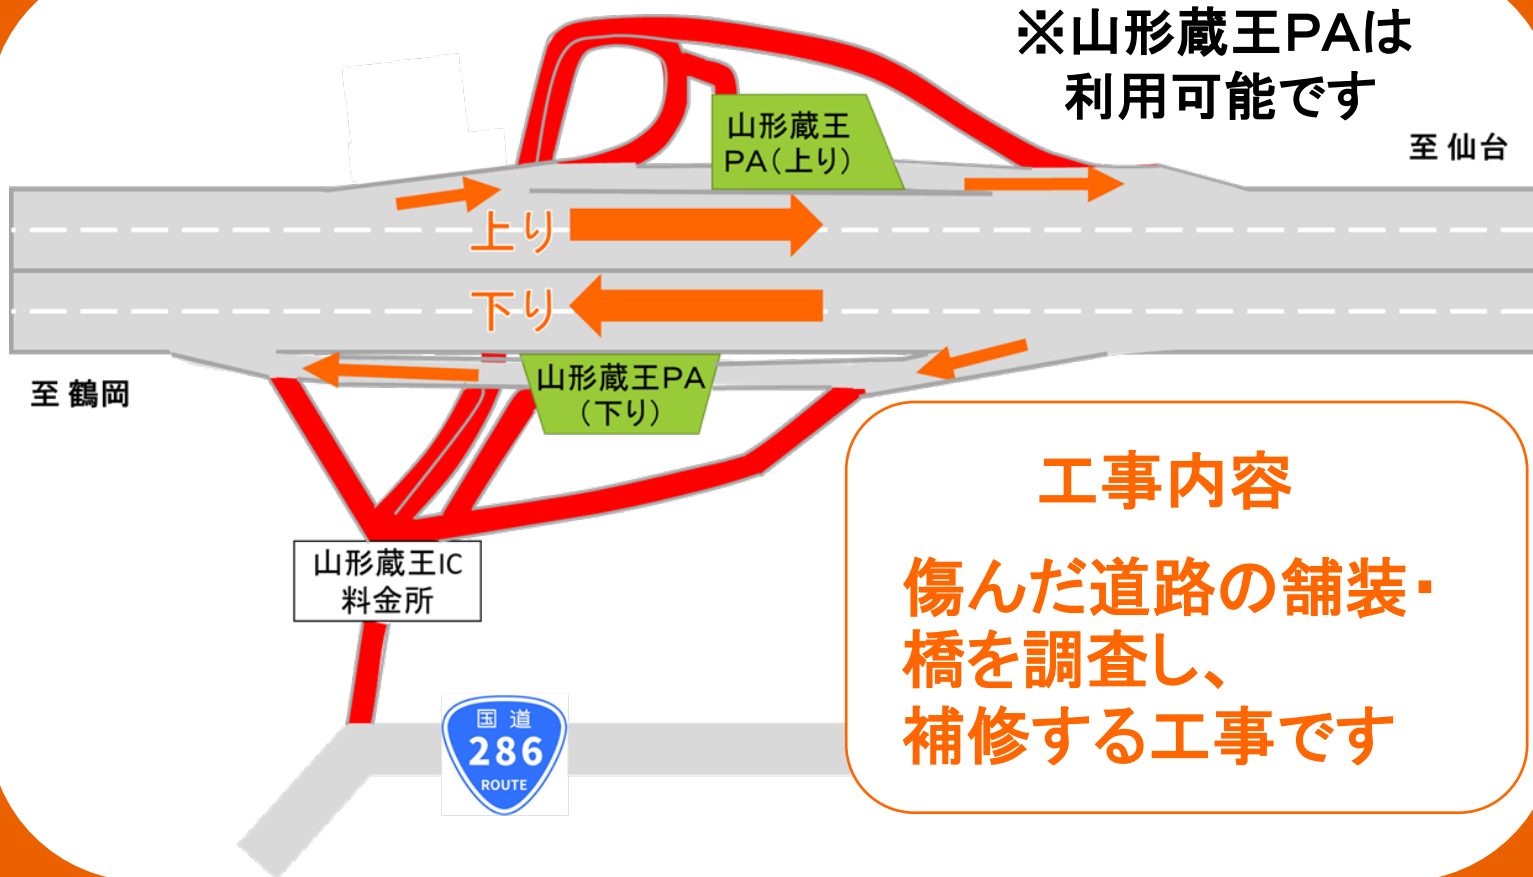 ※山形蔵王PAは
利用可能です
至 仙台
山形蔵王
PA(上り)
上り
下り
至 鶴岡
山形蔵王PA
(下り)
山形蔵王IC
料金所
国 道
286
ROUTE
工事内容
傷んだ道路の舗装・
橋を調査し、
補修する工事です